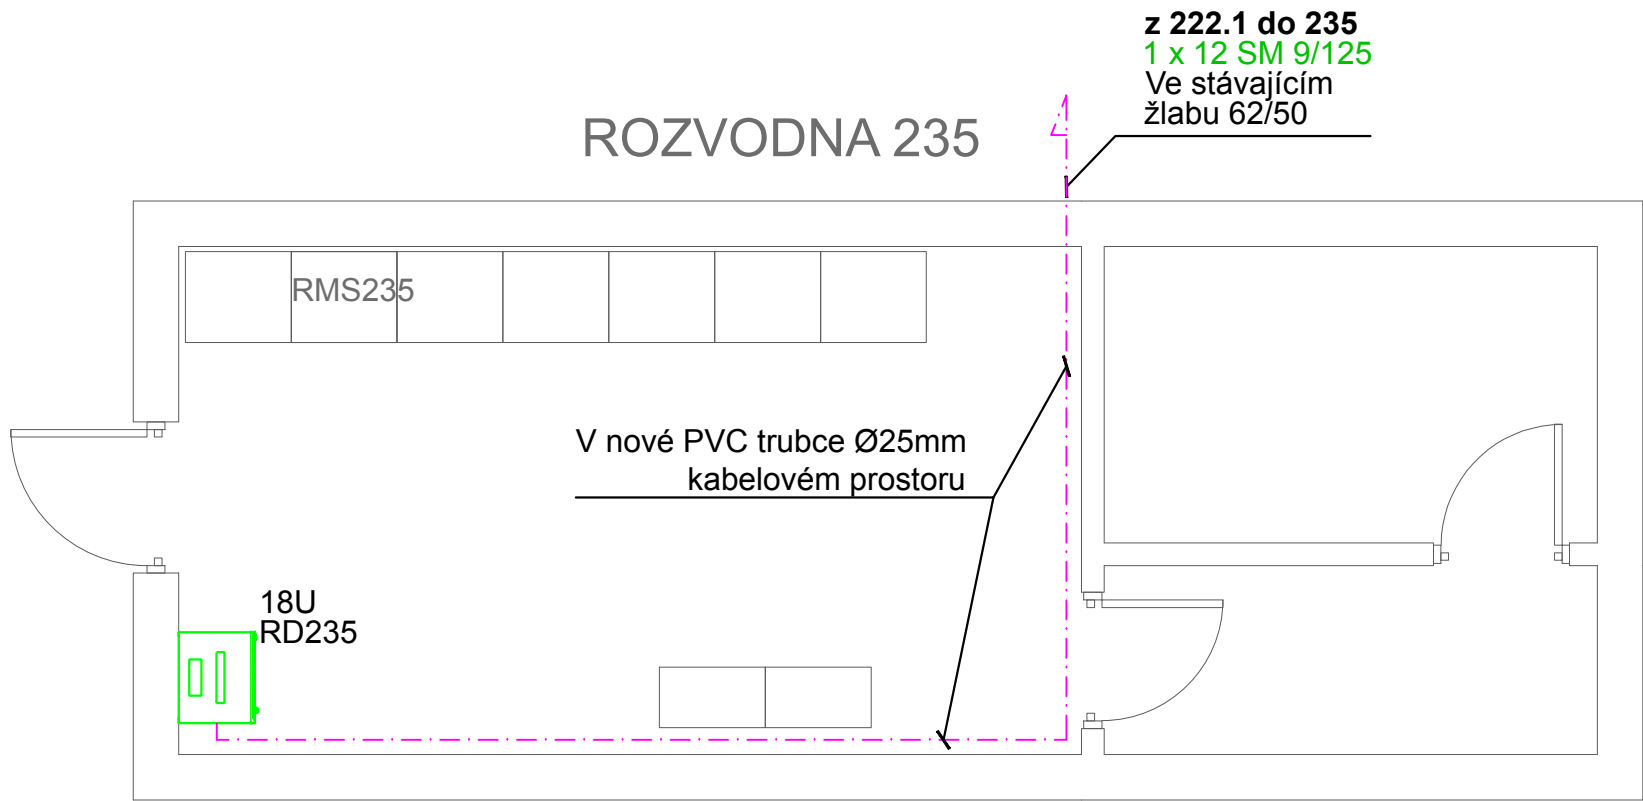 z 222.1 do 235
1 x 12 SM 9/125
Ve stávajícím
žlabu 62/50
ROZVODNA 235
RMS235
V nové PVC trubce Ø25mm
kabelovém prostoru
18U
RD235